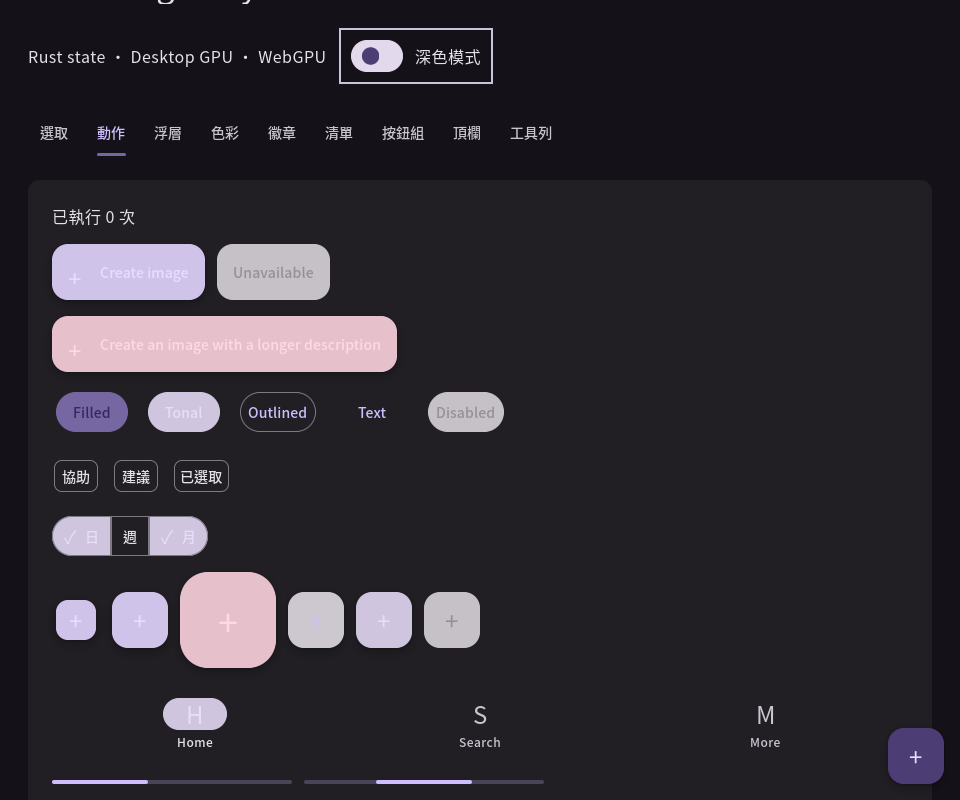 Rust state • Desktop GPU • WebGPU 深色模式
選取 動作 浮層 色彩 徽章 清單 按鈕組 頂欄 工具列
已執行 0 次
+ Create image Unavailable
+ Create an image with a longer description
Filled Tonal Outlined Text Disabled
協助 建議 已選取
✓ 日 週 ✓ 月
+ + + + +
H S M
Home Search More
+